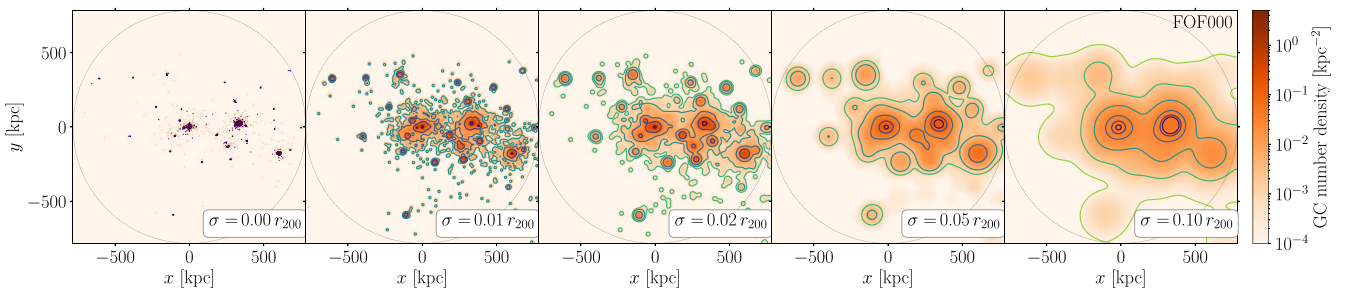 FOF000
500
0
−500
y [kpc]
σ = 0.00 r200
σ = 0.01 r200
σ = 0.02 r200
σ = 0.05 r200
σ = 0.10 r200
−500 0 500 −500 0 500 −500 0 500 −500 0 500 −500 0 500
x [kpc] x [kpc] x [kpc] x [kpc] x [kpc]
10^0
10^−1
10^−2
10^−3
10^−4
GC number density [kpc^−2]